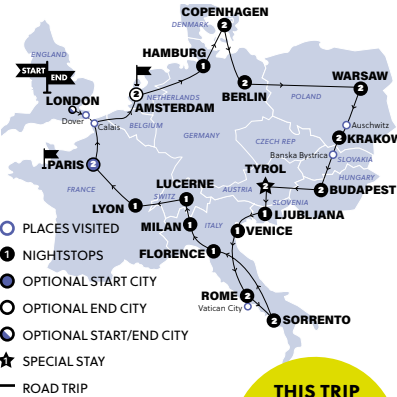 COPENHAGEN
DENMARK
2
ENGLAND
HAMBURG
1
START
END
WARSAW
2
LONDON
2
NETHERLANDS
AMSTERDAM
2
BERLIN
POLAND
Dover
Calais
BELGIUM
Auschwitz
2
KRAKOW
GERMANY
CZECH REP
Banska Bystrica
SLOVAKIA
PARIS
2
TYROL
HUNGARY
FRANCE
LUCERNE
1
SWITZ
AUSTRIA
2
2
BUDAPEST
LYON
1
SLOVENIA
1
LJUBLJANA
MILAN
1
ITALY
1
VENICE
FLORENCE
1
ROME
2
Vatican City
2
SORRENTO
PLACES VISITED
1
NIGHTSTOPS
OPTIONAL START CITY
OPTIONAL END CITY
OPTIONAL START/END CITY
1
SPECIAL STAY
ROAD TRIP
THIS TRIP